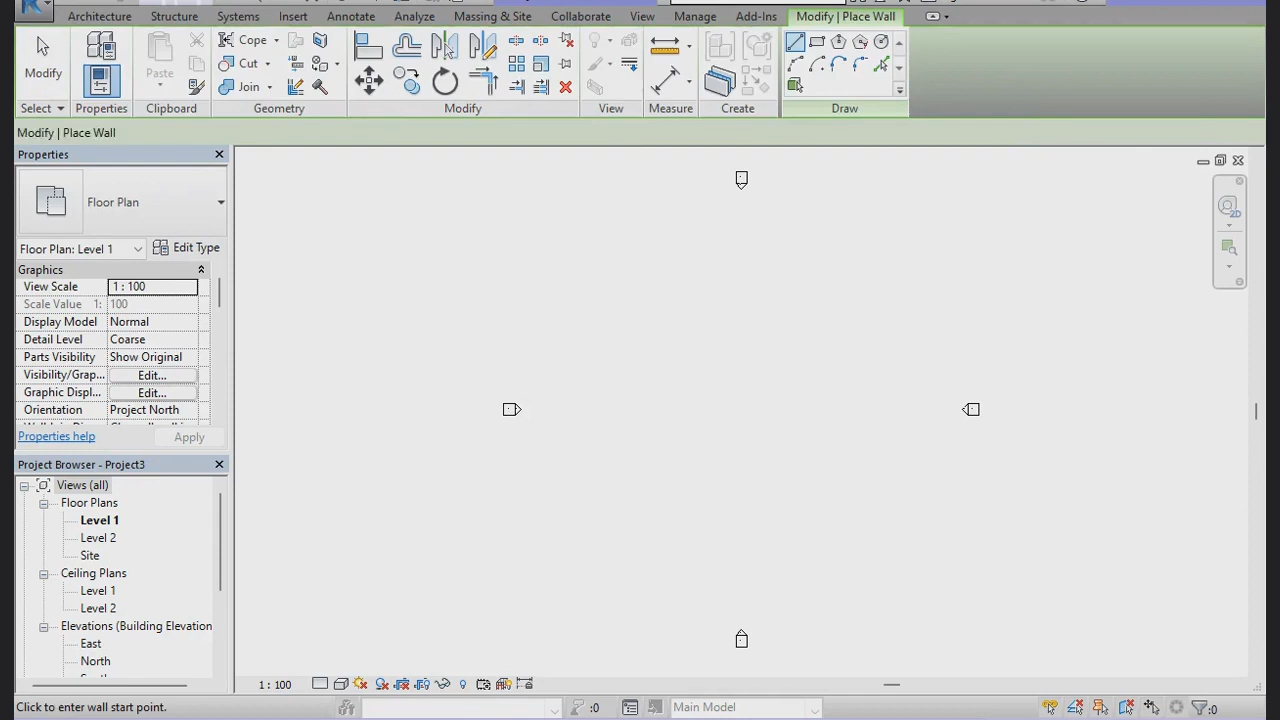 Architecture Structure Systems Insert Annotate Analyze Massing & Site Collaborate View Manage Add-Ins Modify | Place Wall
Modify
Paste
Cope
Cut
Join
Select Properties Clipboard Geometry Modify View Measure Create Draw
Modify | Place Wall
Properties
Floor Plan
Floor Plan: Level 1 Edit Type
Graphics
View Scale 1 : 100
Scale Value 1: 100
Display Model Normal
Detail Level Coarse
Parts Visibility Show Original
Visibility/Grap... Edit...
Graphic Displ... Edit...
Orientation Project North
Properties help Apply
Project Browser - Project3
Views (all)
Floor Plans
Level 1
Level 2
Site
Ceiling Plans
Level 1
Level 2
Elevations (Building Elevation
East
North
2D
1 : 100
Click to enter wall start point. :0 Main Model :0